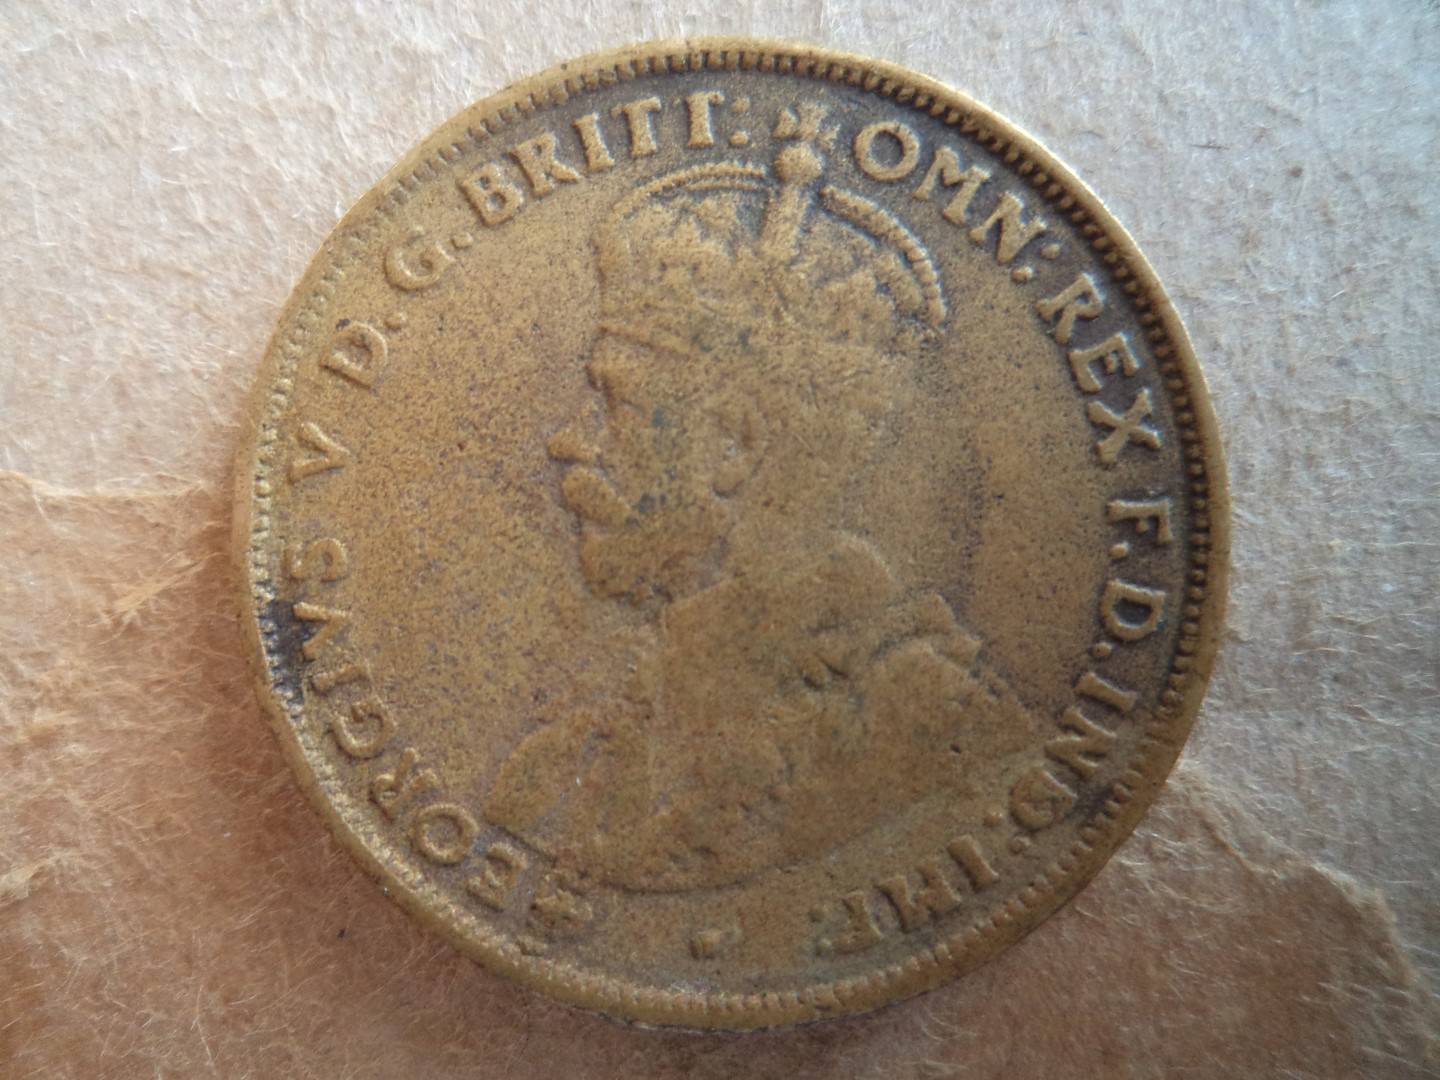 GEORGIVS V D.G.BRITT: OMN: REX F.D.IND:IMP:
H